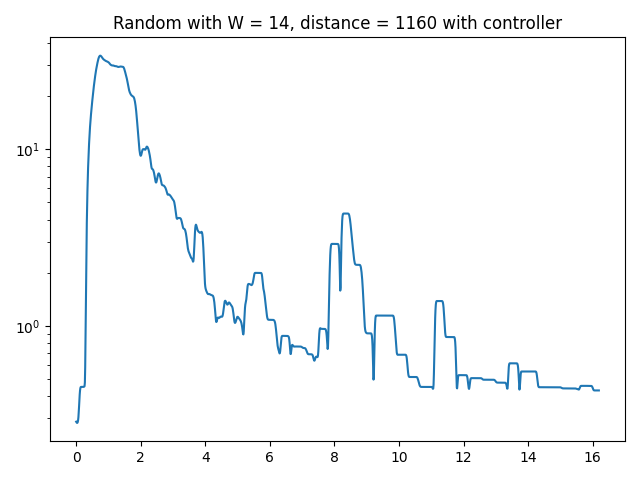 Random with W = 14, distance = 1160 with controller
10¹
10⁰
0 2 4 6 8 10 12 14 16